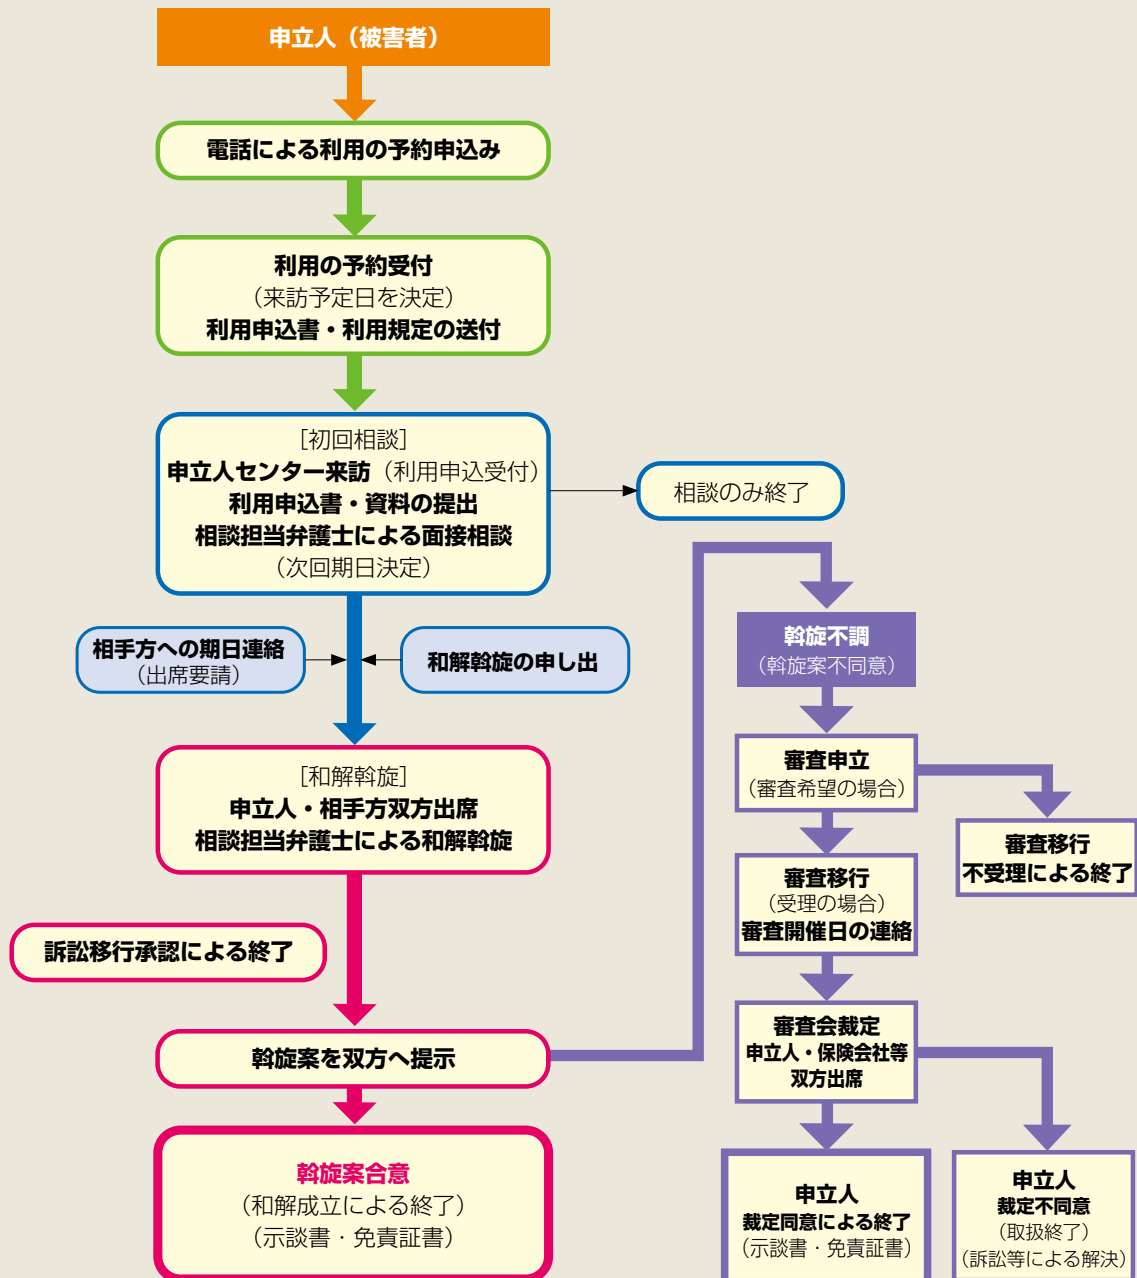 申立人（被害者）
電話による利用の予約申込み
利用の予約受付
（来訪予定日を決定）
利用申込書・利用規定の送付
［初回相談］
申立人センター来訪（利用申込受付）
利用申込書・資料の提出
相談担当弁護士による面接相談
（次回期日決定）
相談のみ終了
相手方への期日連絡
（出席要請）
和解斡旋の申し出
［和解斡旋］
申立人・相手方双方出席
相談担当弁護士による和解斡旋
訴訟移行承認による終了
斡旋案を双方へ提示
斡旋案合意
（和解成立による終了）
（示談書・免責証書）
斡旋不調
（斡旋案不同意）
審査申立
（審査希望の場合）
審査移行
不受理による終了
審査移行
（受理の場合）
審査開催日の連絡
審査会裁定
申立人・保険会社等
双方出席
申立人
裁定同意による終了
（示談書・免責証書）
申立人
裁定不同意
（取扱終了）
（訴訟等による解決）